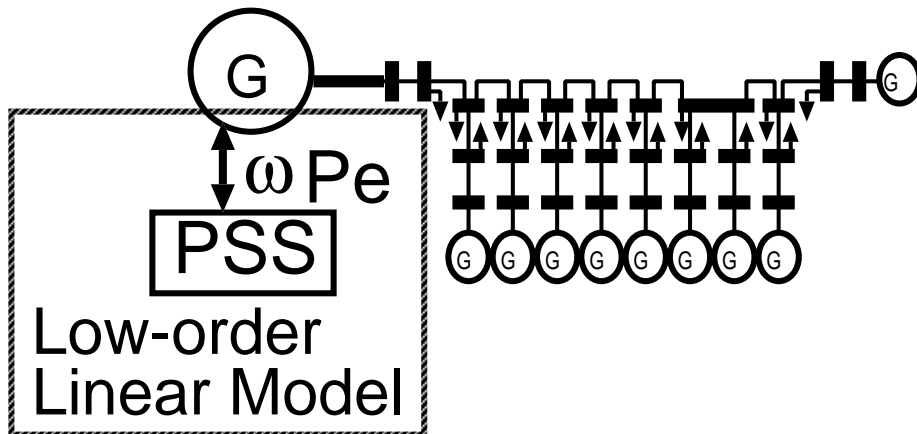 G
G
ω Pe
PSS
G G G G G G G G
Low-order
Linear Model